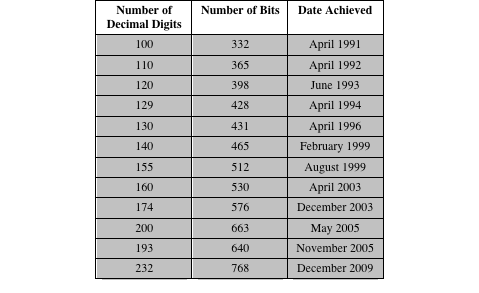 Number of Decimal Digits Number of Bits Date Achieved
100 332 April 1991
110 365 April 1992
120 398 June 1993
129 428 April 1994
130 431 April 1996
140 465 February 1999
155 512 August 1999
160 530 April 2003
174 576 December 2003
200 663 May 2005
193 640 November 2005
232 768 December 2009